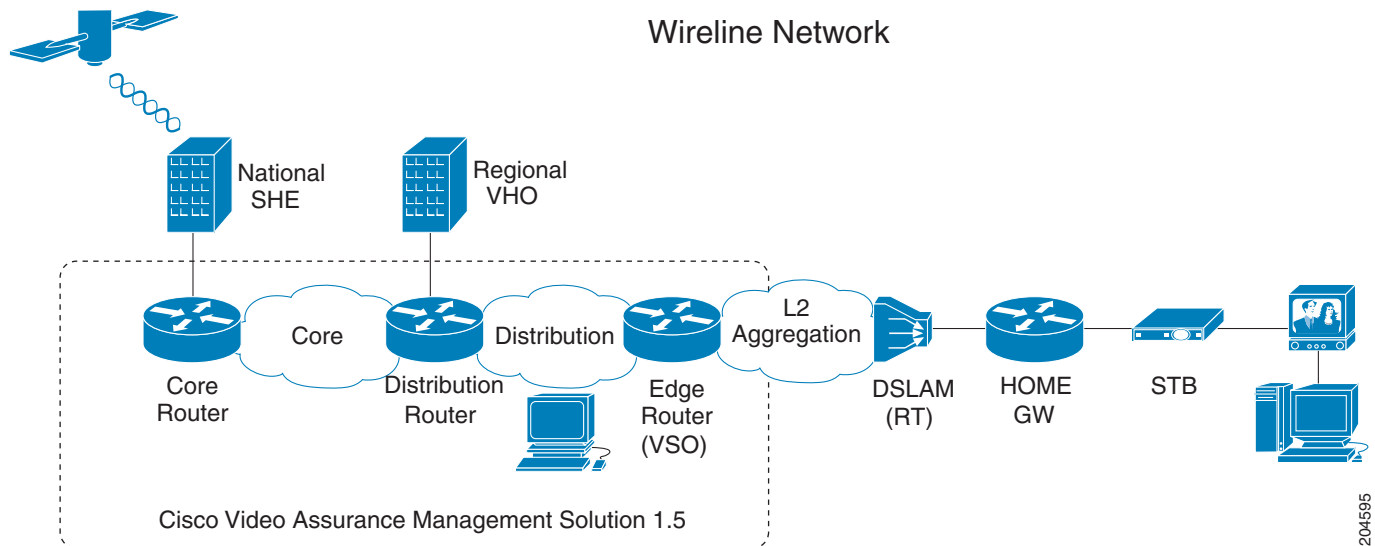 Wireline Network
National
SHE
Regional
VHO
Core
Distribution
L2
Aggregation
Core
Router
Distribution
Router
Edge
Router
(VSO)
DSLAM
(RT)
HOME
GW
STB
Cisco Video Assurance Management Solution 1.5
204595